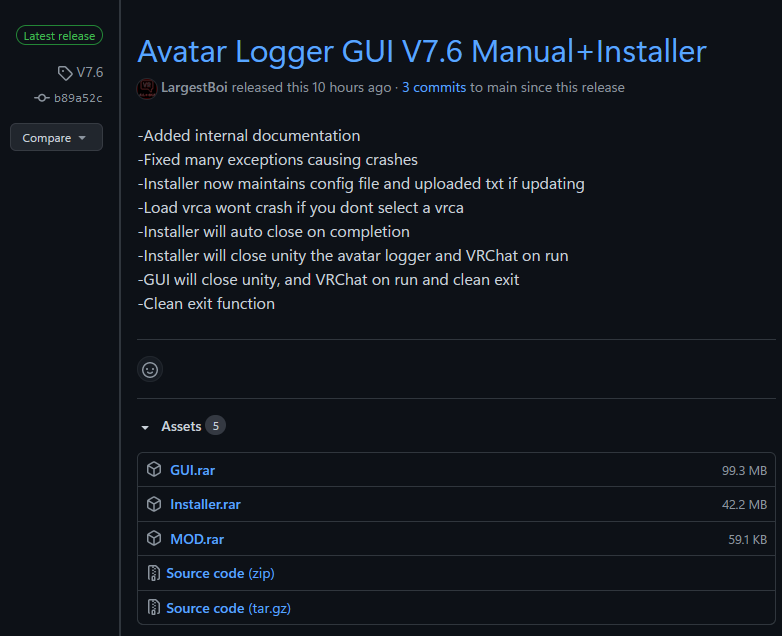 Latest release
V7.6
b89a52c
Compare
Avatar Logger GUI V7.6 Manual+Installer
LargestBoi released this 10 hours ago · 3 commits to main since this release
-Added internal documentation
-Fixed many exceptions causing crashes
-Installer now maintains config file and uploaded txt if updating
-Load vrca wont crash if you dont select a vrca
-Installer will auto close on completion
-Installer will close unity the avatar logger and VRChat on run
-GUI will close unity, and VRChat on run and clean exit
-Clean exit function
Assets 5
GUI.rar 99.3 MB
Installer.rar 42.2 MB
MOD.rar 59.1 KB
Source code (zip)
Source code (tar.gz)